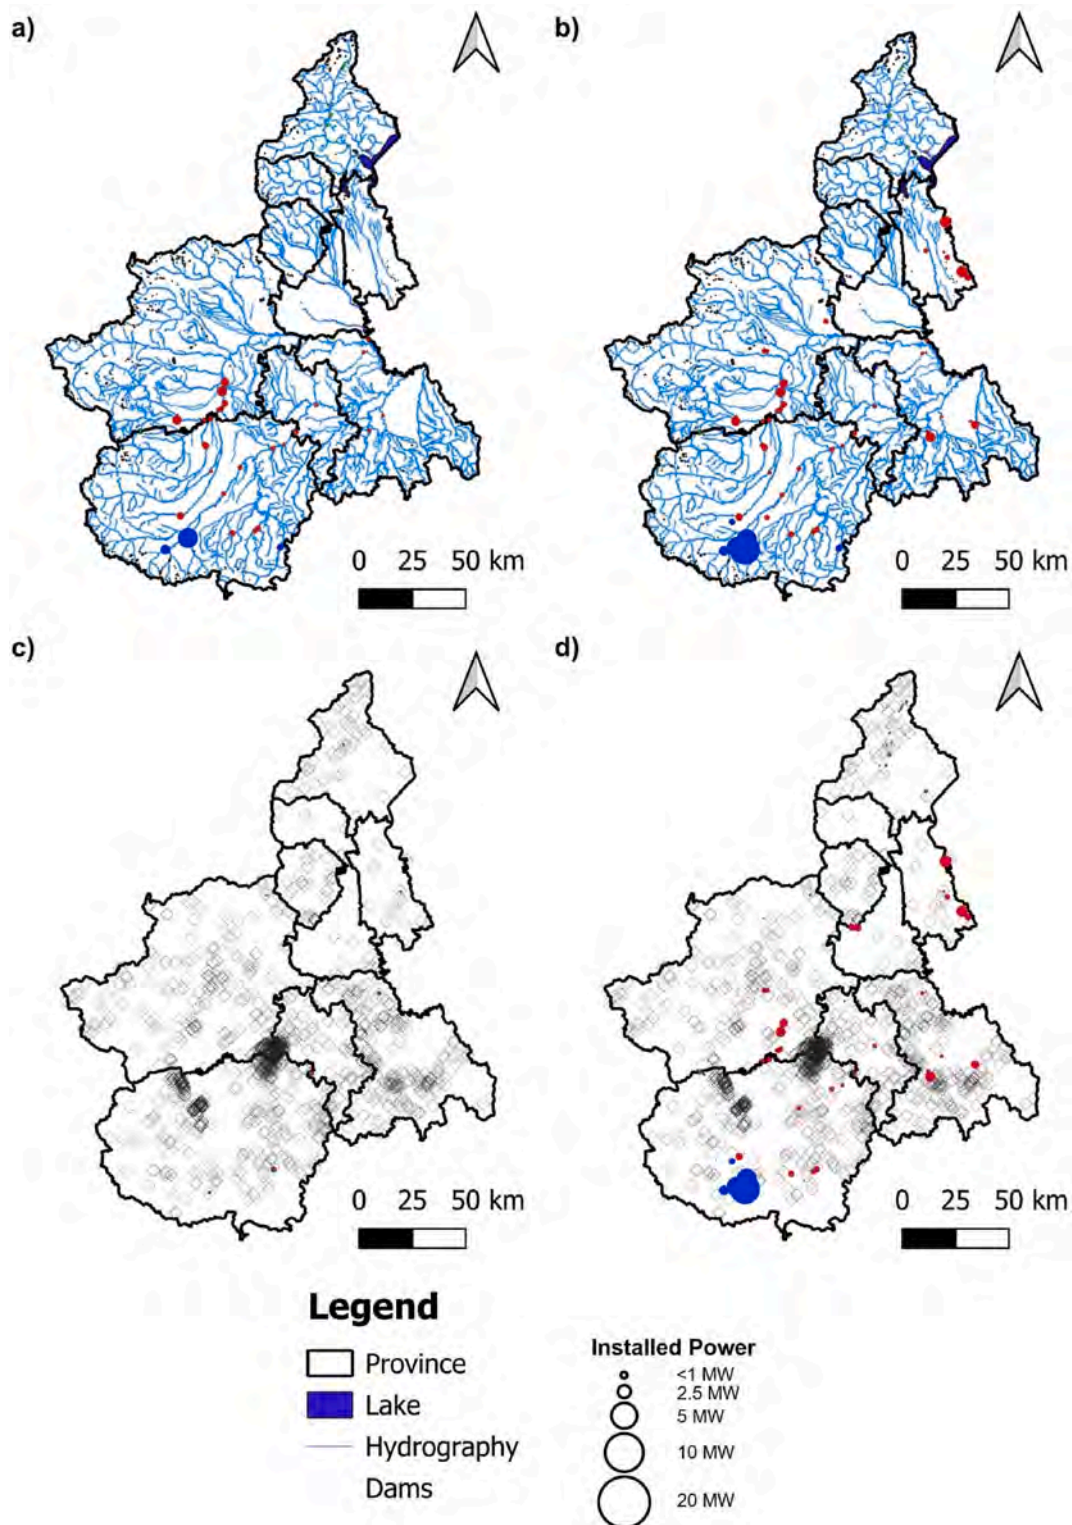 a)
b)
0 25 50 km
0 25 50 km
c)
d)
0 25 50 km
0 25 50 km
Legend
Province
Lake
Hydrography
Dams
Installed Power
<1 MW
2.5 MW
5 MW
10 MW
20 MW